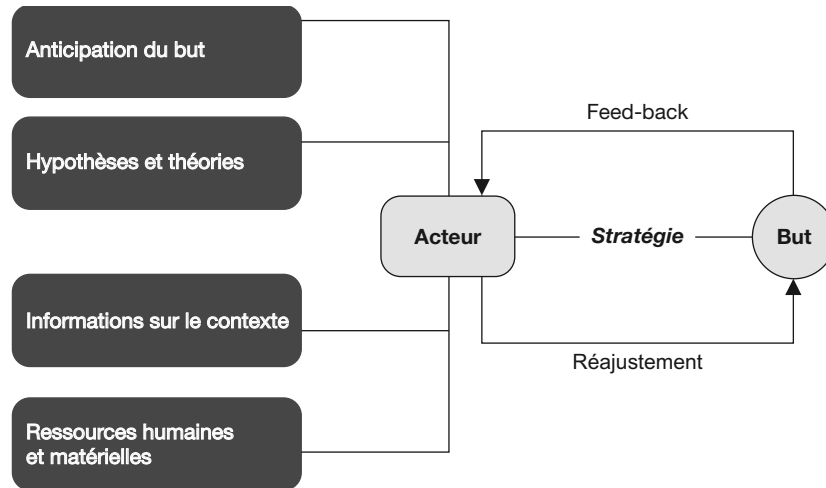 Anticipation du but
Hypothèses et théories
Informations sur le contexte
Ressources humaines
et matérielles
Feed-back
Acteur
Stratégie
But
Réajustement